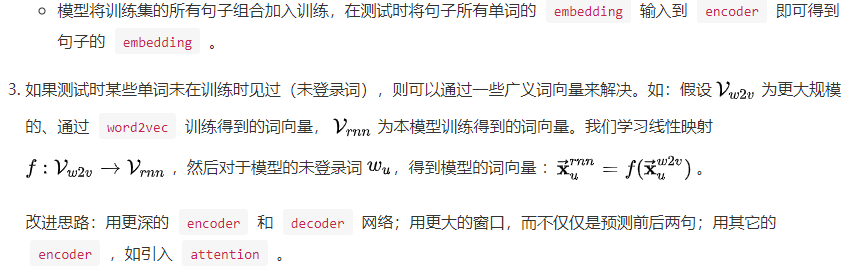 ○ 模型将训练集的所有句子组合加入训练，在测试时将句子所有单词的 embedding 输入到 encoder 即可得到
句子的 embedding 。
3. 如果测试时某些单词未在训练时见过（未登录词），则可以通过一些广义词向量来解决。如：假设 $\mathcal{V}_{w2v}$ 为更大规模
的、通过 word2vec 训练得到的词向量， $\mathcal{V}_{rnn}$ 为本模型训练得到的词向量。我们学习线性映射
$f : \mathcal{V}_{w2v} \to \mathcal{V}_{rnn}$ ，然后对于模型的未登录词 $w_u$，得到模型的词向量： $\vec{\mathbf{x}}_u^{rnn} = f(\vec{\mathbf{x}}_u^{w2v})$ 。
改进思路：用更深的 encoder 和 decoder 网络；用更大的窗口，而不仅仅是预测前后两句；用其它的
encoder ，如引入 attention 。